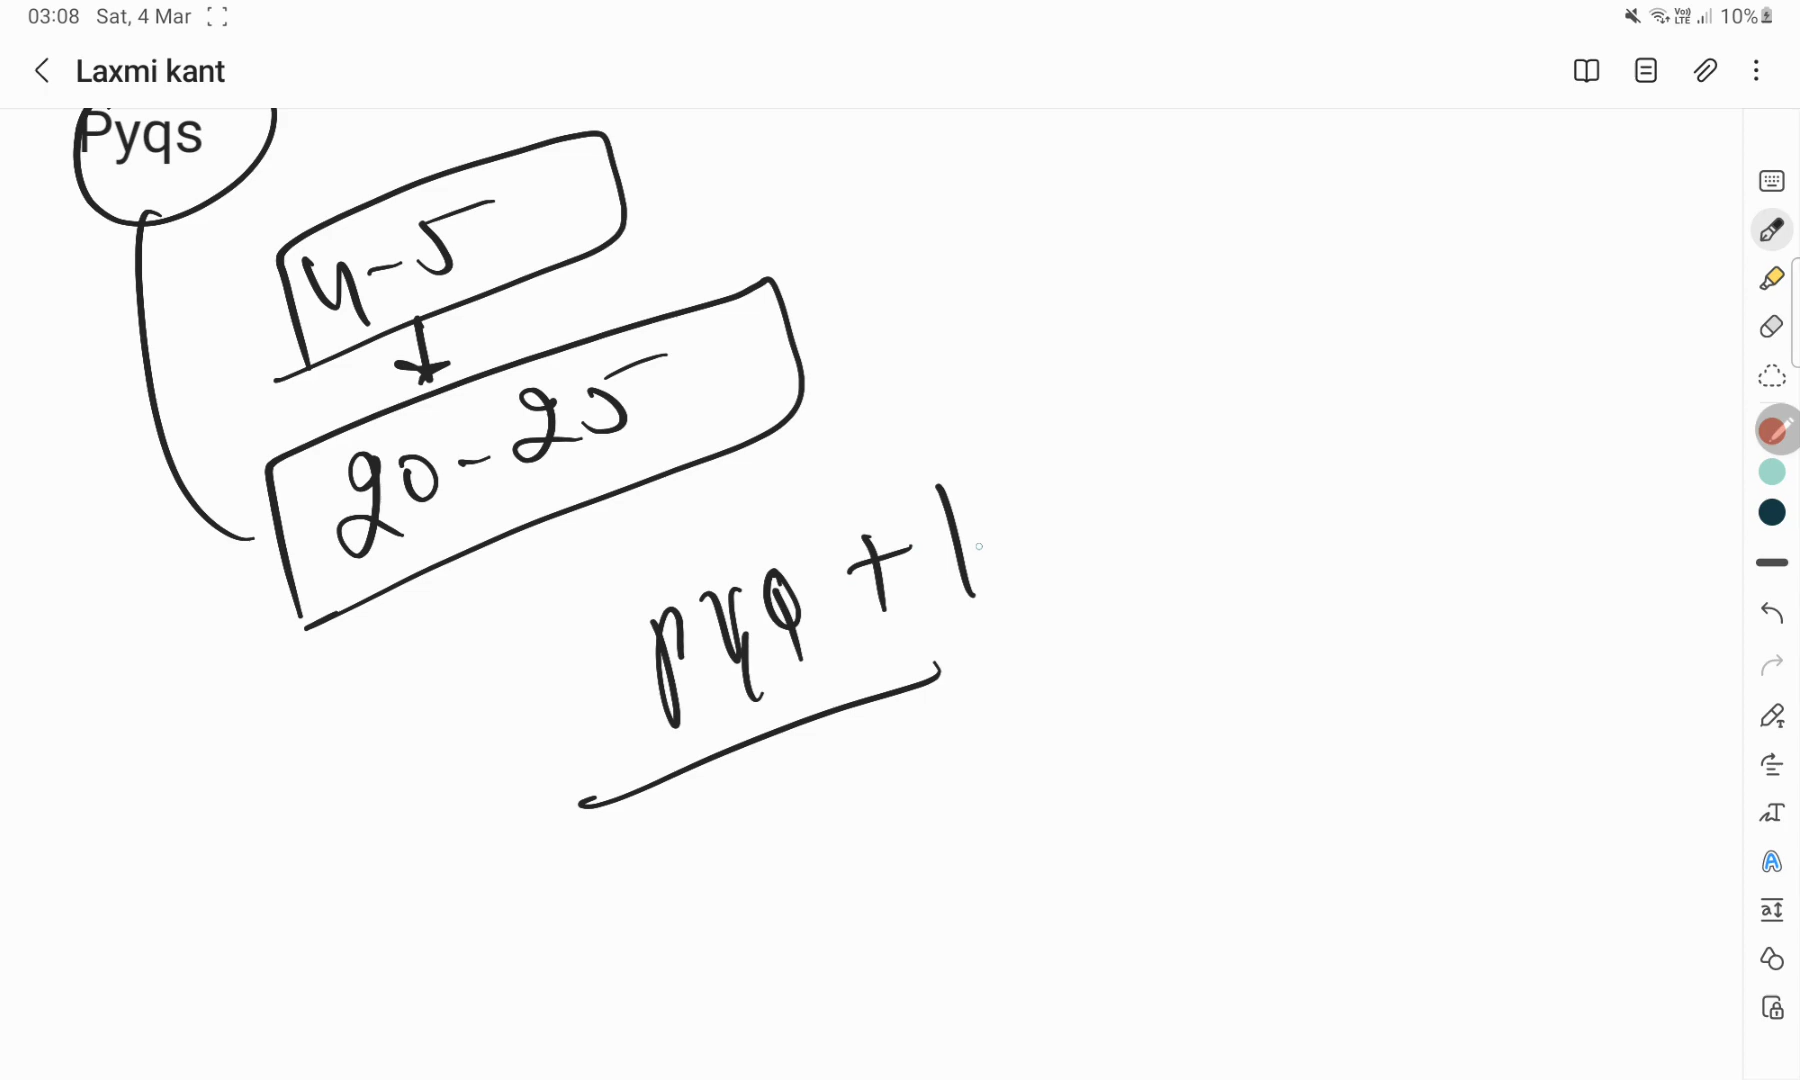 03:08 Sat, 4 Mar 10%
Laxmi kant
Pyqs
4-5
20-25
PYQ + 1